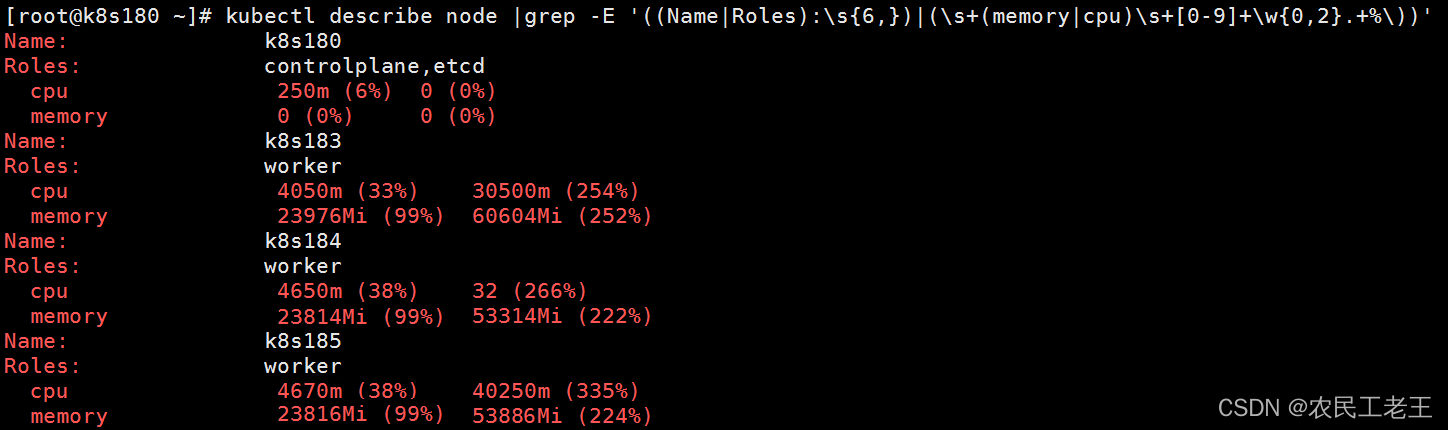 [root@k8s180 ~]# kubectl describe node |grep -E '((Name|Roles):\s{6,})|(\s+(memory|cpu)\s+[0-9]+\w{0,2}.+%\))'
Name:               k8s180
Roles:              controlplane,etcd
  cpu                250m (6%)  0 (0%)
  memory             0 (0%)     0 (0%)
Name:               k8s183
Roles:              worker
  cpu                4050m (33%)    30500m (254%)
  memory             23976Mi (99%)  60604Mi (252%)
Name:               k8s184
Roles:              worker
  cpu                4650m (38%)    32 (266%)
  memory             23814Mi (99%)  53314Mi (222%)
Name:               k8s185
Roles:              worker
  cpu                4670m (38%)    40250m (335%)
  memory             23816Mi (99%)  53886Mi (224%)
CSDN @农民工老王